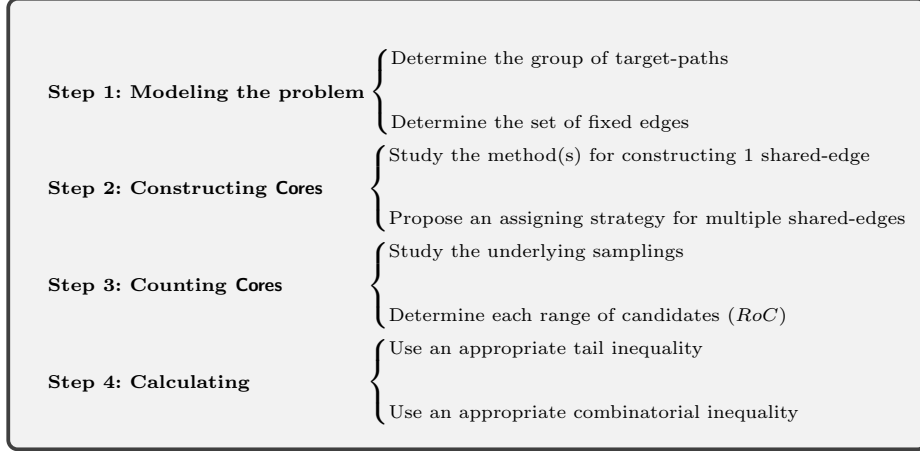 Determine the group of target-paths
Step 1: Modeling the problem
Determine the set of fixed edges
Study the method(s) for constructing 1 shared-edge
Step 2: Constructing Cores
Propose an assigning strategy for multiple shared-edges
Study the underlying samplings
Step 3: Counting Cores
Determine each range of candidates (RoC)
Use an appropriate tail inequality
Step 4: Calculating
Use an appropriate combinatorial inequality